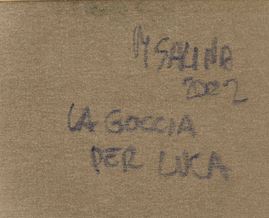 M SALINA
2002
LA GOCCIA
PER LUCA